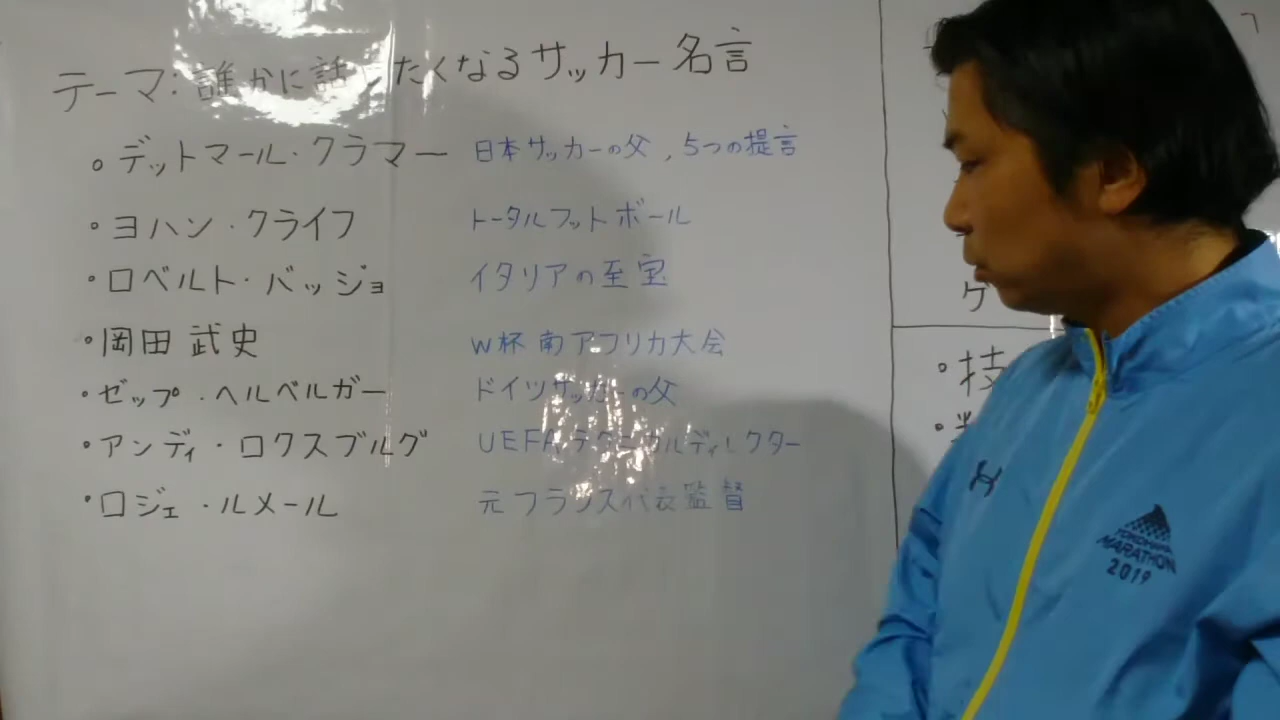 テーマ:誰かに話したくなるサッカー名言
・デットマール・クラマー 日本サッカーの父,5つの提言
・ヨハン・クライフ トータルフットボール
・ロベルト・バッジョ イタリアの至宝
・岡田武史 W杯南アフリカ大会
・ゼップ・ヘルベルガー ドイツサッカーの父
・アンディ・ロクスブルグ UEFAテクニカルディレクター
・ロジェ・ルメール 元フランス代表監督
ケ
・技
YOKOHAMA
MARATHON
2019